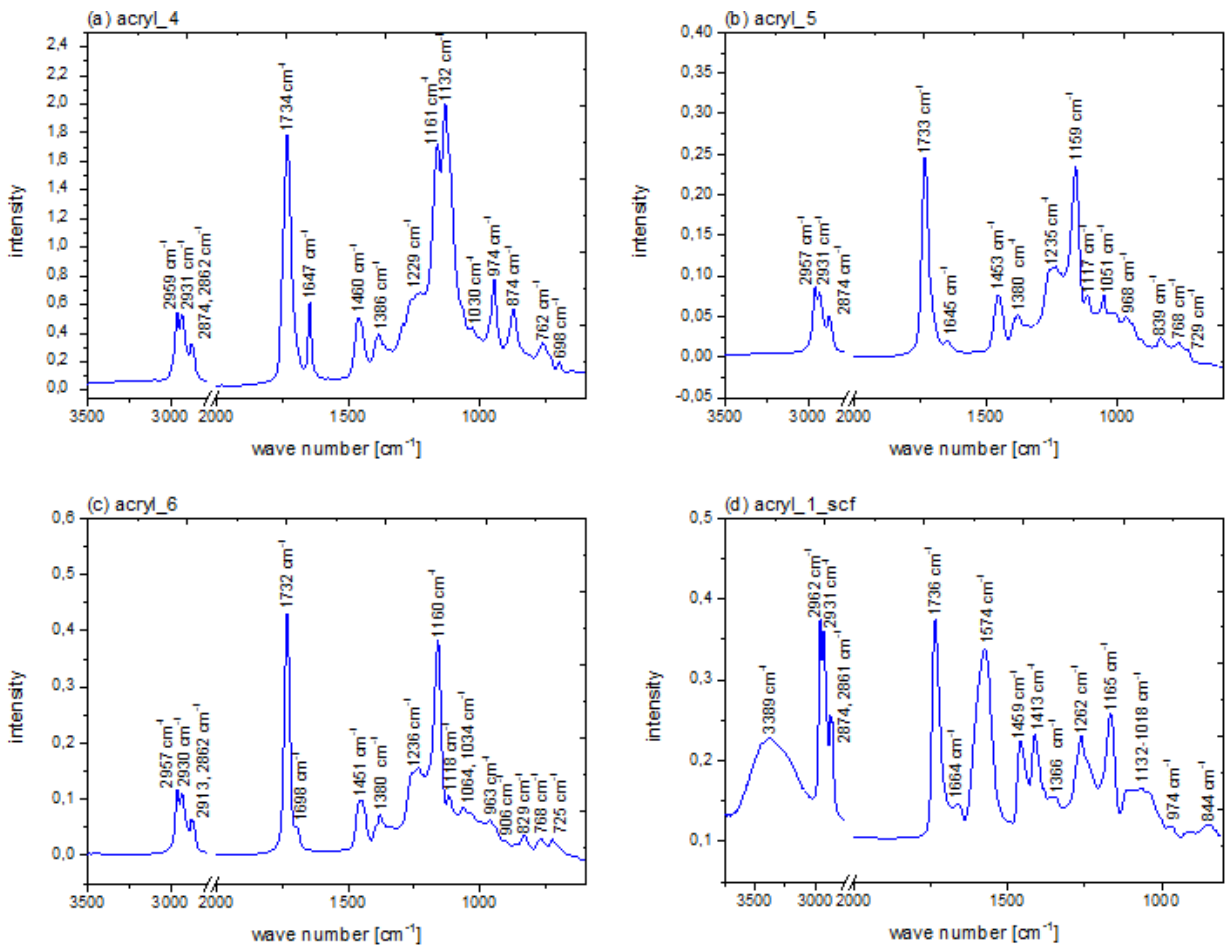 (a) acryl_4
2,4
2,2
2,0
1,8
1,6
1,4
1,2
1,0
0,8
0,6
0,4
0,2
0,0
intensity
2959 cm⁻¹
2931 cm⁻¹
2874, 2862 cm⁻¹
1734 cm⁻¹
1647 cm⁻¹
1460 cm⁻¹
1386 cm⁻¹
1229 cm⁻¹
1161 cm⁻¹
1132 cm⁻¹
1030 cm⁻¹
974 cm⁻¹
874 cm⁻¹
762 cm⁻¹
698 cm⁻¹
3500 3000 2000 1500 1000
wave number [cm⁻¹]
(b) acryl_5
0,40
0,35
0,30
0,25
0,20
0,15
0,10
0,05
0,00
-0,05
intensity
2957 cm⁻¹
2931 cm⁻¹
2874 cm⁻¹
1733 cm⁻¹
1645 cm⁻¹
1453 cm⁻¹
1380 cm⁻¹
1235 cm⁻¹
1159 cm⁻¹
1117 cm⁻¹
1051 cm⁻¹
968 cm⁻¹
839 cm⁻¹
768 cm⁻¹
729 cm⁻¹
3500 3000 2000 1500 1000
wave number [cm⁻¹]
(c) acryl_6
0,6
0,5
0,4
0,3
0,2
0,1
0,0
intensity
2957 cm⁻¹
2930 cm⁻¹
2913, 2862 cm⁻¹
1732 cm⁻¹
1698 cm⁻¹
1451 cm⁻¹
1380 cm⁻¹
1236 cm⁻¹
1160 cm⁻¹
1118 cm⁻¹
1064, 1034 cm⁻¹
963 cm⁻¹
906 cm⁻¹
829 cm⁻¹
768 cm⁻¹
725 cm⁻¹
3500 3000 2000 1500 1000
wave number [cm⁻¹]
(d) acryl_1_scf
0,5
0,4
0,3
0,2
0,1
intensity
3389 cm⁻¹
2962 cm⁻¹
2931 cm⁻¹
2874, 2861 cm⁻¹
1736 cm⁻¹
1664 cm⁻¹
1574 cm⁻¹
1459 cm⁻¹
1413 cm⁻¹
1366 cm⁻¹
1262 cm⁻¹
1165 cm⁻¹
1132-1018 cm⁻¹
974 cm⁻¹
844 cm⁻¹
3500 3000 2000 1500 1000
wave number [cm⁻¹]